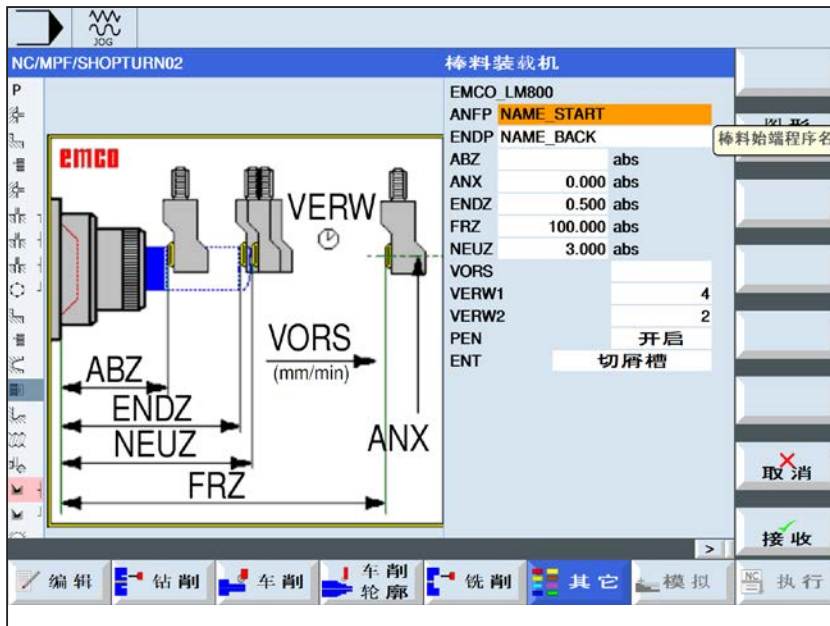 JOG
NC/MPF/SHOPTURN02
棒料装载机
P
EMCO_LM800
ANFP NAME_START
图形
棒料始端程序名
ENDP NAME_BACK
ABZ abs
ANX 0.000 abs
ENDZ 0.500 abs
FRZ 100.000 abs
NEUZ 3.000 abs
VORS
VERW1 4
VERW2 2
PEN 开启
ENT 切屑槽
emco
VERW
VORS
(mm/min)
ABZ
ENDZ
NEUZ
ANX
FRZ
取消
接收
>
编辑
钻削
车削
车削
轮廓
铣削
其它
模拟
NC
执行